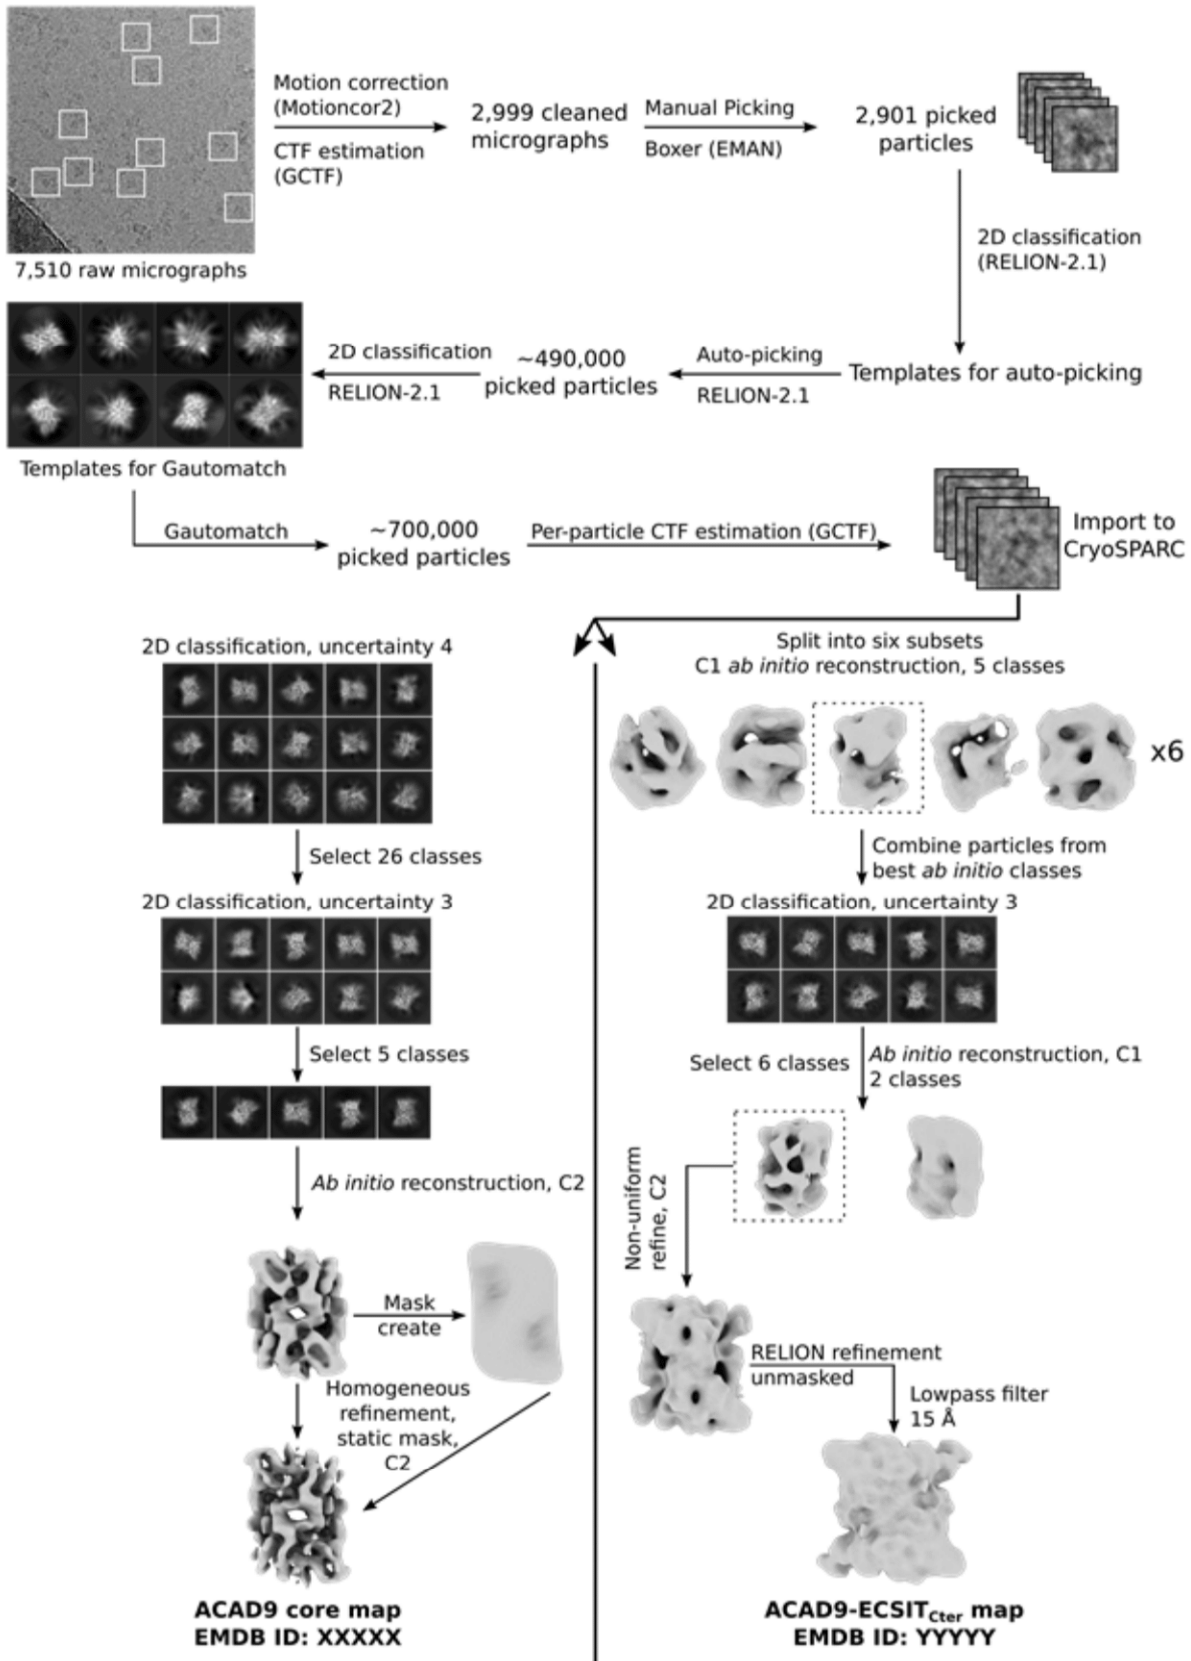 Motion correction
(Motioncor2)
CTF estimation
(GCTF)
2,999 cleaned
micrographs
Manual Picking
Boxer (EMAN)
2,901 picked
particles
7,510 raw micrographs
2D classification
(RELION-2.1)
Templates for auto-picking
Auto-picking
RELION-2.1
~490,000
picked particles
2D classification
RELION-2.1
Templates for Gautomatch
Gautomatch
~700,000
picked particles
Per-particle CTF estimation (GCTF)
Import to
CryoSPARC
2D classification, uncertainty 4
Select 26 classes
2D classification, uncertainty 3
Select 5 classes
Ab initio reconstruction, C2
Mask
create
Homogeneous
refinement,
static mask,
C2
ACAD9 core map
EMDB ID: XXXXX
Split into six subsets
C1 ab initio reconstruction, 5 classes
x6
Combine particles from
best ab initio classes
2D classification, uncertainty 3
Select 6 classes
Ab initio reconstruction, C1
2 classes
Non-uniform
refine, C2
RELION refinement
unmasked
Lowpass filter
15 Å
ACAD9-ECSITCter map
EMDB ID: YYYYY